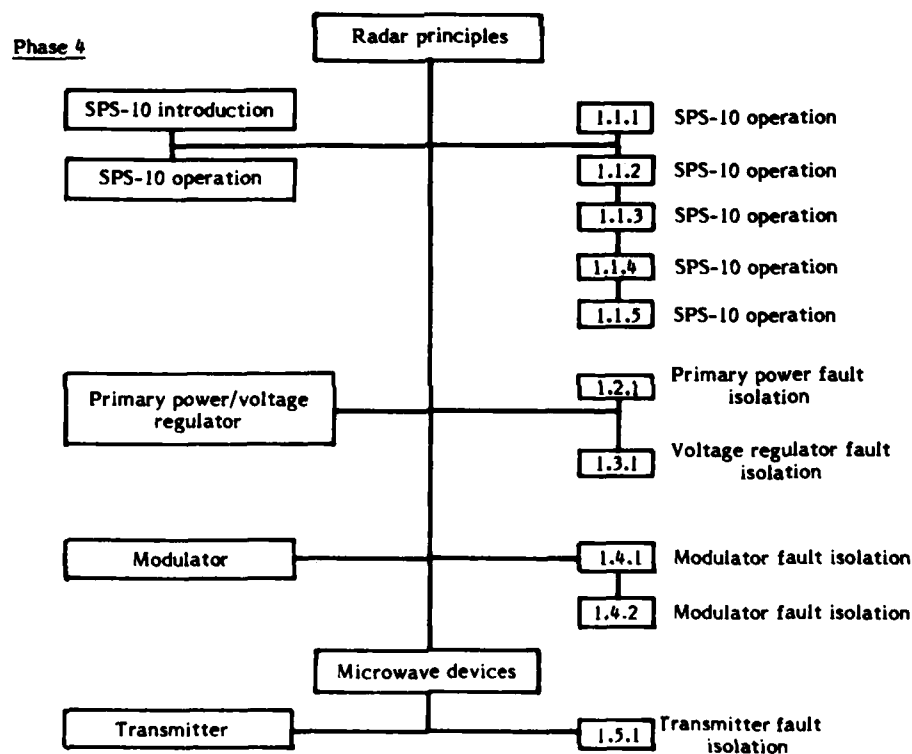 Phase 4
Radar principles
SPS-10 introduction
SPS-10 operation
1.1.1 SPS-10 operation
1.1.2 SPS-10 operation
1.1.3 SPS-10 operation
1.1.4 SPS-10 operation
1.1.5 SPS-10 operation
Primary power/voltage
regulator
1.2.1 Primary power fault
isolation
1.3.1 Voltage regulator fault
isolation
Modulator
1.4.1 Modulator fault isolation
1.4.2 Modulator fault isolation
Microwave devices
Transmitter
1.5.1 Transmitter fault
isolation